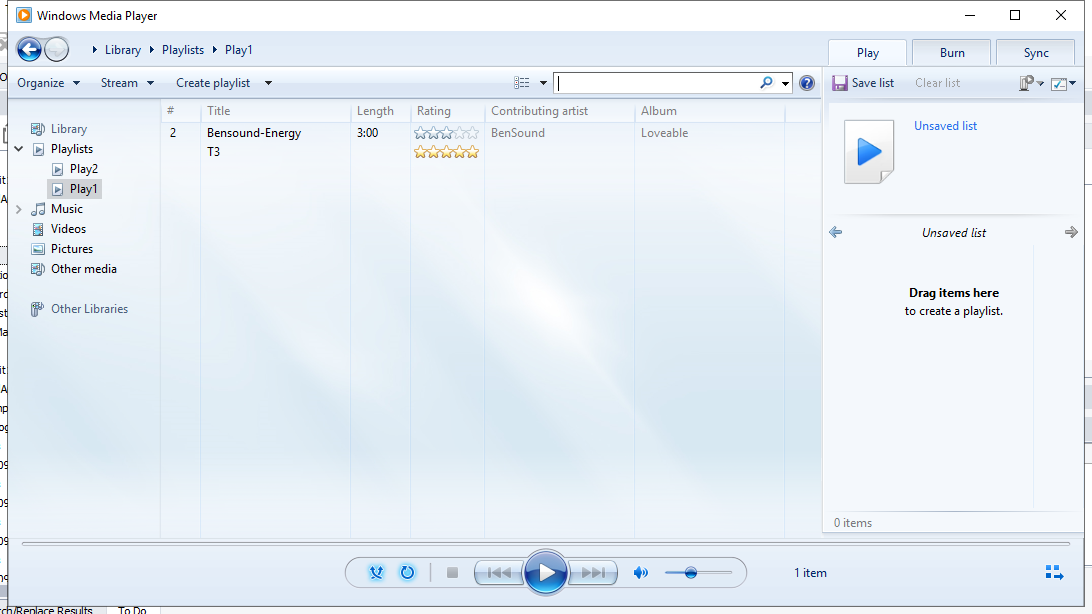 Windows Media Player
Library Playlists Play1
Play Burn Sync
Organize Stream Create playlist
Save list Clear list
# Title Length Rating Contributing artist Album
2 Bensound-Energy 3:00 BenSound Loveable
T3
Library
Playlists
Play2
Play1
Music
Videos
Pictures
Other media
Other Libraries
Unsaved list
Unsaved list
Drag items here
to create a playlist.
0 items
1 item
ch/Replace Results To Do